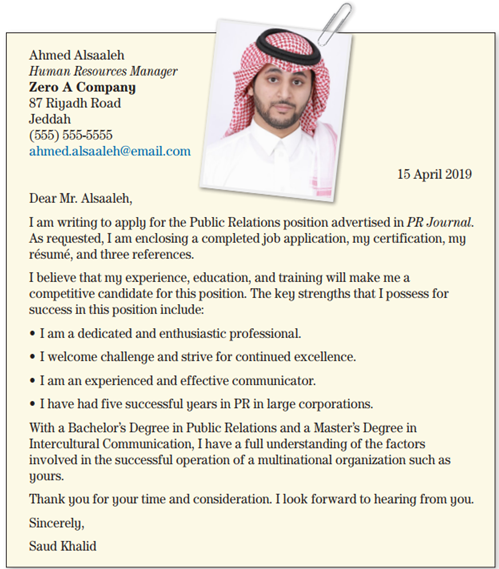 Ahmed Alsaaleh
Human Resources Manager
Zero A Company
87 Riyadh Road
Jeddah
(555) 555-5555
ahmed.alsaaleh@email.com
15 April 2019
Dear Mr. Alsaaleh,
I am writing to apply for the Public Relations position advertised in PR Journal.
As requested, I am enclosing a completed job application, my certification, my
résumé, and three references.
I believe that my experience, education, and training will make me a
competitive candidate for this position. The key strengths that I possess for
success in this position include:
• I am a dedicated and enthusiastic professional.
• I welcome challenge and strive for continued excellence.
• I am an experienced and effective communicator.
• I have had five successful years in PR in large corporations.
With a Bachelor's Degree in Public Relations and a Master's Degree in
Intercultural Communication, I have a full understanding of the factors
involved in the successful operation of a multinational organization such as
yours.
Thank you for your time and consideration. I look forward to hearing from you.
Sincerely,
Saud Khalid